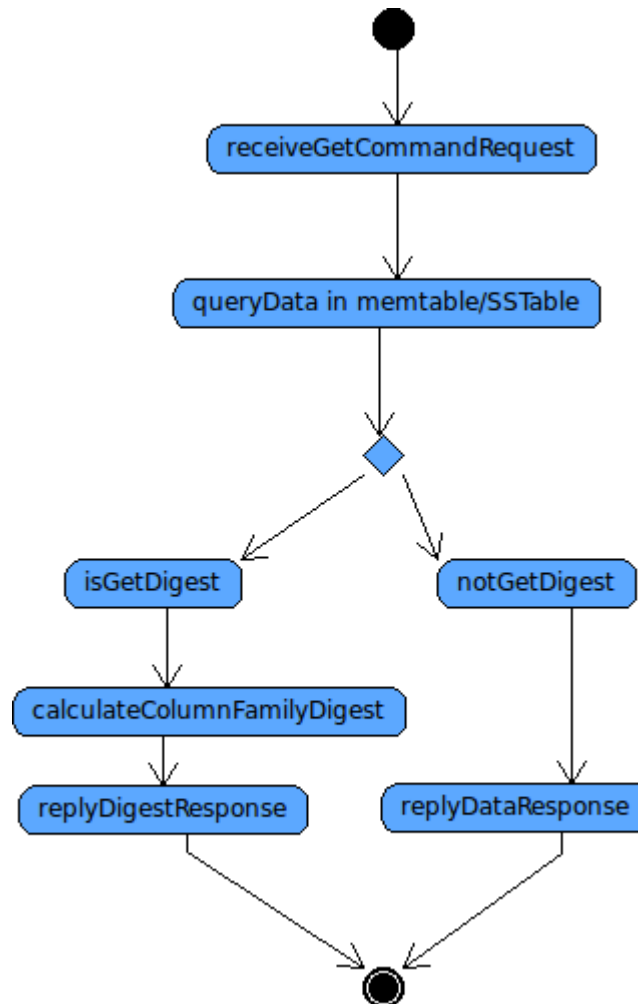 receiveGetCommandRequest
queryData in memtable/SSTable
isGetDigest
notGetDigest
calculateColumnFamilyDigest
replyDigestResponse
replyDataResponse